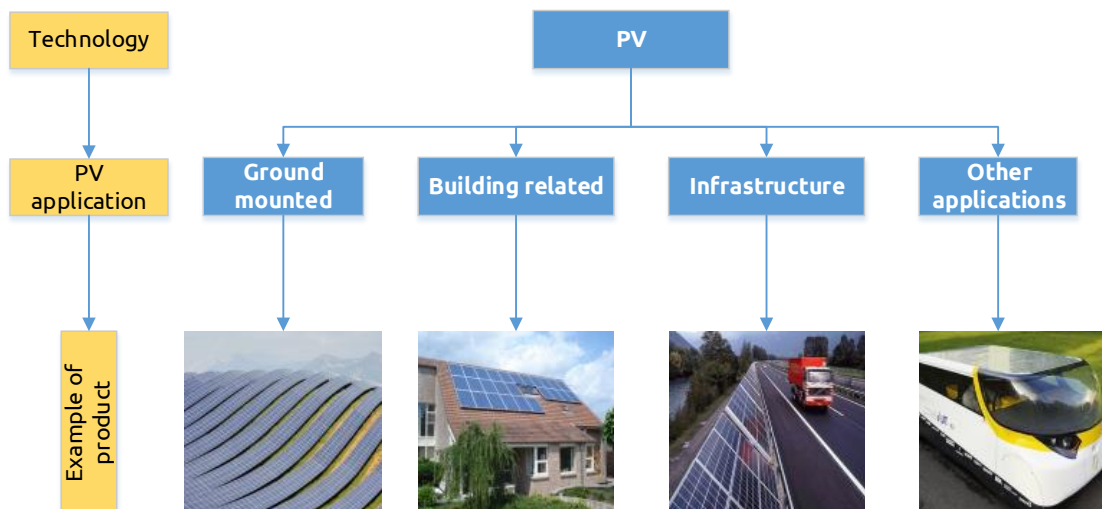 Technology
PV
PV
application
Ground
mounted
Building related
Infrastructure
Other
applications
Example of
product